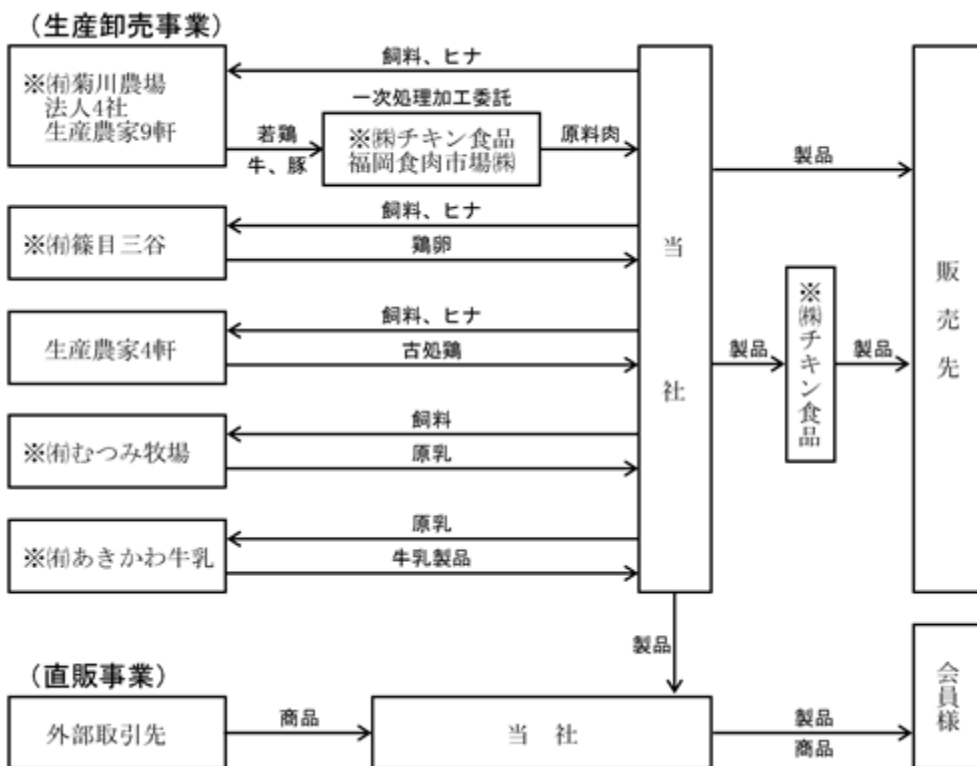 （生産卸売事業）
飼料、ヒナ
※㈲菊川農場
法人4社
生産農家9軒
若鶏
牛、豚
一次処理加工委託
※㈱チキン食品
福岡食肉市場㈱
原料肉
製品
飼料、ヒナ
※㈲篠目三谷
鶏卵
飼料、ヒナ
生産農家4軒
古処鶏
飼料
※㈲むつみ牧場
原乳
原乳
※㈲あきかわ牛乳
牛乳製品
当社
製品
※㈱チキン食品
製品
販売先
製品
（直販事業）
外部取引先
商品
当　社
製品
商品
会員様